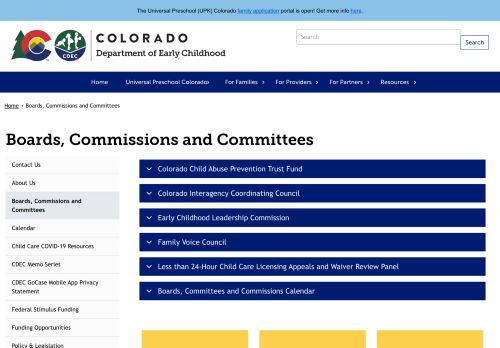 The Universal Preschool (UPK) Colorado family application portal is open! Get more info here.
COLORADO
Department of Early Childhood
CDEC
Search
Search
Home
Universal Preschool Colorado
For Families
For Providers
For Partners
Resources
Home › Boards, Commissions and Committees
Boards, Commissions and Committees
Contact Us
About Us
Boards, Commissions and
Committees
Calendar
Child Care COVID-19 Resources
CDEC Memo Series
CDEC GoCase Mobile App Privacy
Statement
Federal Stimulus Funding
Funding Opportunities
Policy & Legislation
Colorado Child Abuse Prevention Trust Fund
Colorado Interagency Coordinating Council
Early Childhood Leadership Commission
Family Voice Council
Less than 24-Hour Child Care Licensing Appeals and Waiver Review Panel
Boards, Committees and Commissions Calendar